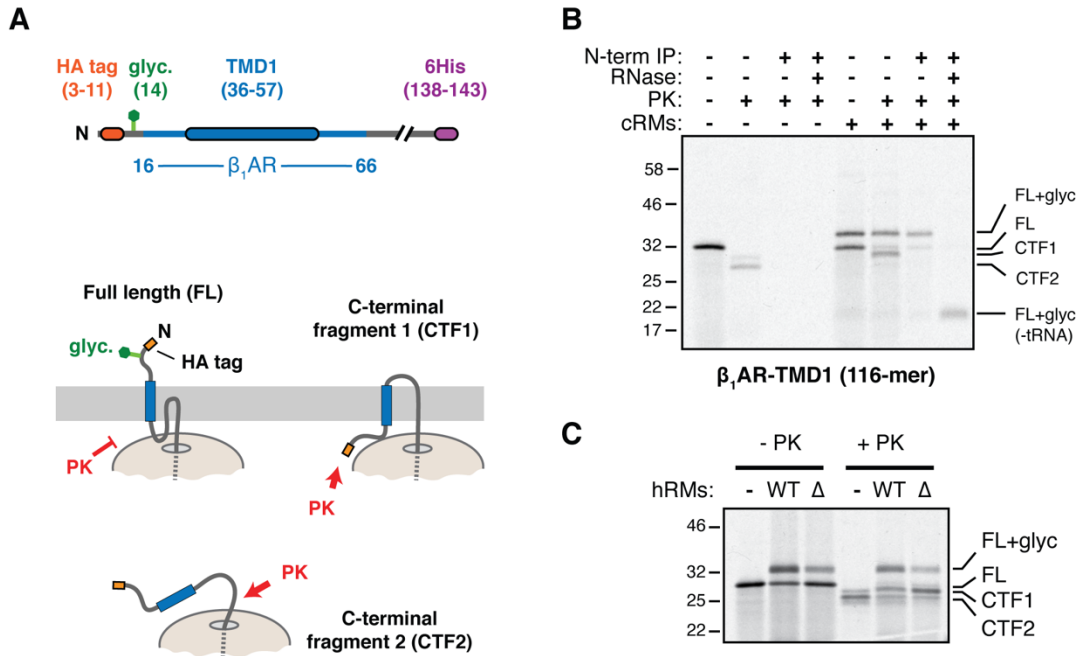 A
HA tag glyc. TMD1 6His
(3-11) (14) (36-57) (138-143)
N
16 β₁AR 66
Full length (FL)
N
glyc.
HA tag
PK
C-terminal
fragment 1 (CTF1)
PK
PK
C-terminal
fragment 2 (CTF2)
B
N-term IP: - - + + - - + +
RNase: - - - + - - - +
PK: - + + + - + + +
cRMs: - - - - + + + +
58
46
32
25
22
17
FL+glyc
FL
CTF1
CTF2
FL+glyc
(-tRNA)
β₁AR-TMD1 (116-mer)
C
- PK + PK
hRMs: - WT Δ - WT Δ
46
32
25
22
FL+glyc
FL
CTF1
CTF2